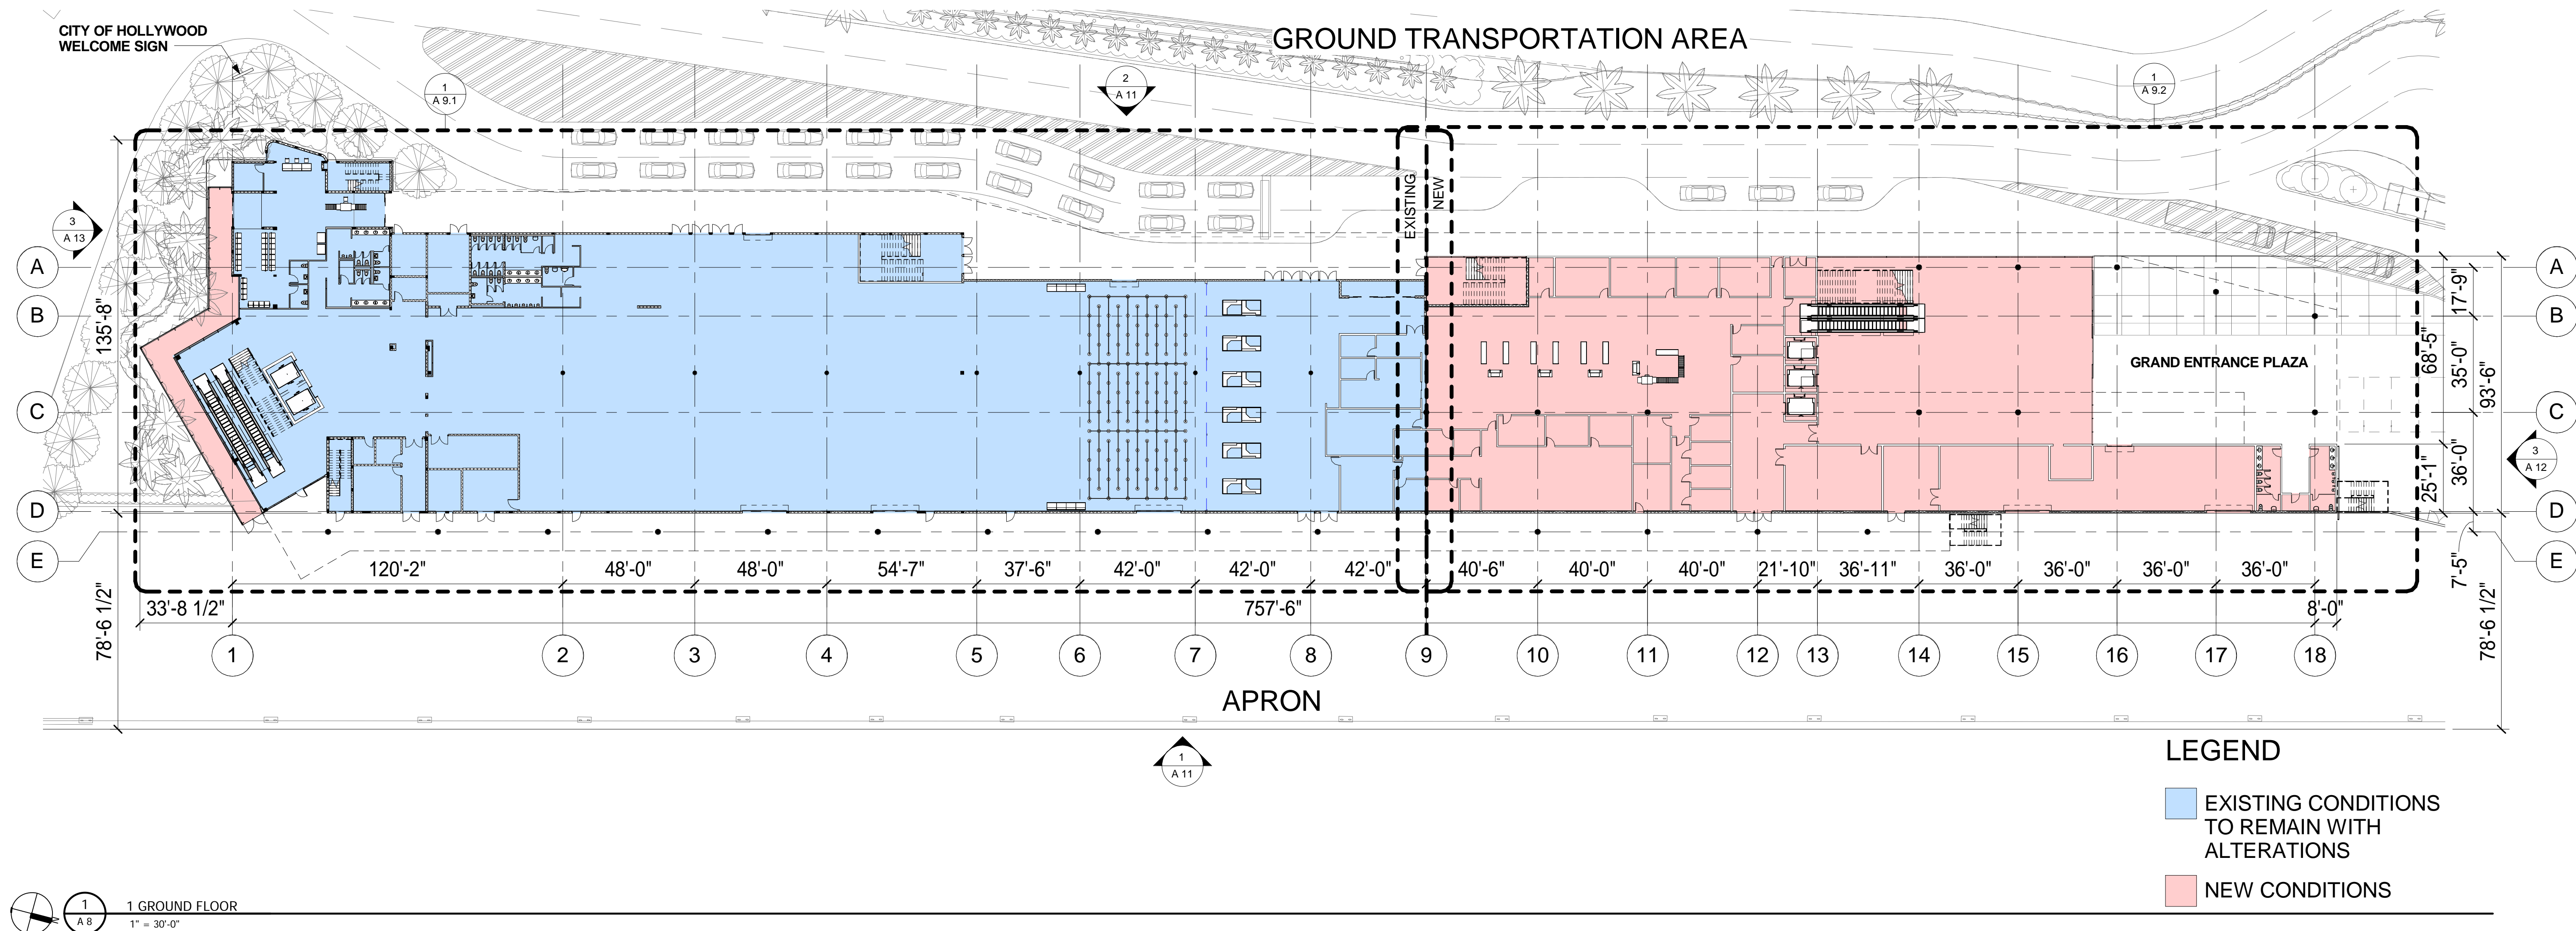 CITY OF HOLLYWOOD
WELCOME SIGN
GROUND TRANSPORTATION AREA
1
A 9.1
2
A 11
1
A 9.2
EXISTING
NEW
3
A 13
A
B
C
D
E
135'-8"
78'-6 1/2"
GRAND ENTRANCE PLAZA
A
B
C
D
E
17'-9"
68'-5"
35'-0"
93'-6"
25'-1"
36'-0"
7'-5"
78'-6 1/2"
3
A 12
120'-2"
48'-0"
48'-0"
54'-7"
37'-6"
42'-0"
42'-0"
42'-0"
40'-6"
40'-0"
40'-0"
21'-10"
36'-11"
36'-0"
36'-0"
36'-0"
36'-0"
33'-8 1/2"
757'-6"
8'-0"
1
2
3
4
5
6
7
8
9
10
11
12
13
14
15
16
17
18
APRON
1
A 11
LEGEND
EXISTING CONDITIONS
TO REMAIN WITH
ALTERATIONS
NEW CONDITIONS
N
1
A 8
1 GROUND FLOOR
1" = 30'-0"